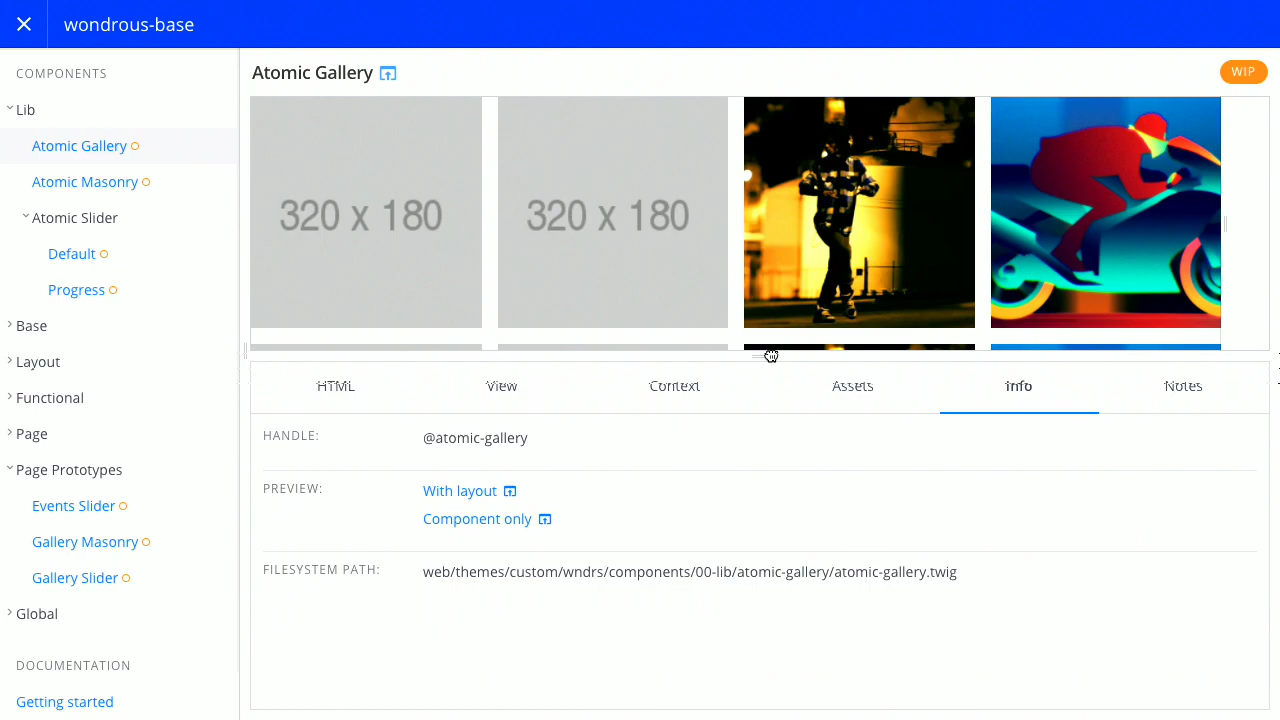 wondrous-base
COMPONENTS
Lib
Atomic Gallery
Atomic Masonry
Atomic Slider
Default
Progress
Base
Layout
Functional
Page
Page Prototypes
Events Slider
Gallery Masonry
Gallery Slider
Global
DOCUMENTATION
Getting started
Atomic Gallery
WIP
320 x 180
320 x 180
HTML View Context Assets Info Notes
HANDLE: @atomic-gallery
PREVIEW: With layout
Component only
FILESYSTEM PATH: web/themes/custom/wndrs/components/00-lib/atomic-gallery/atomic-gallery.twig